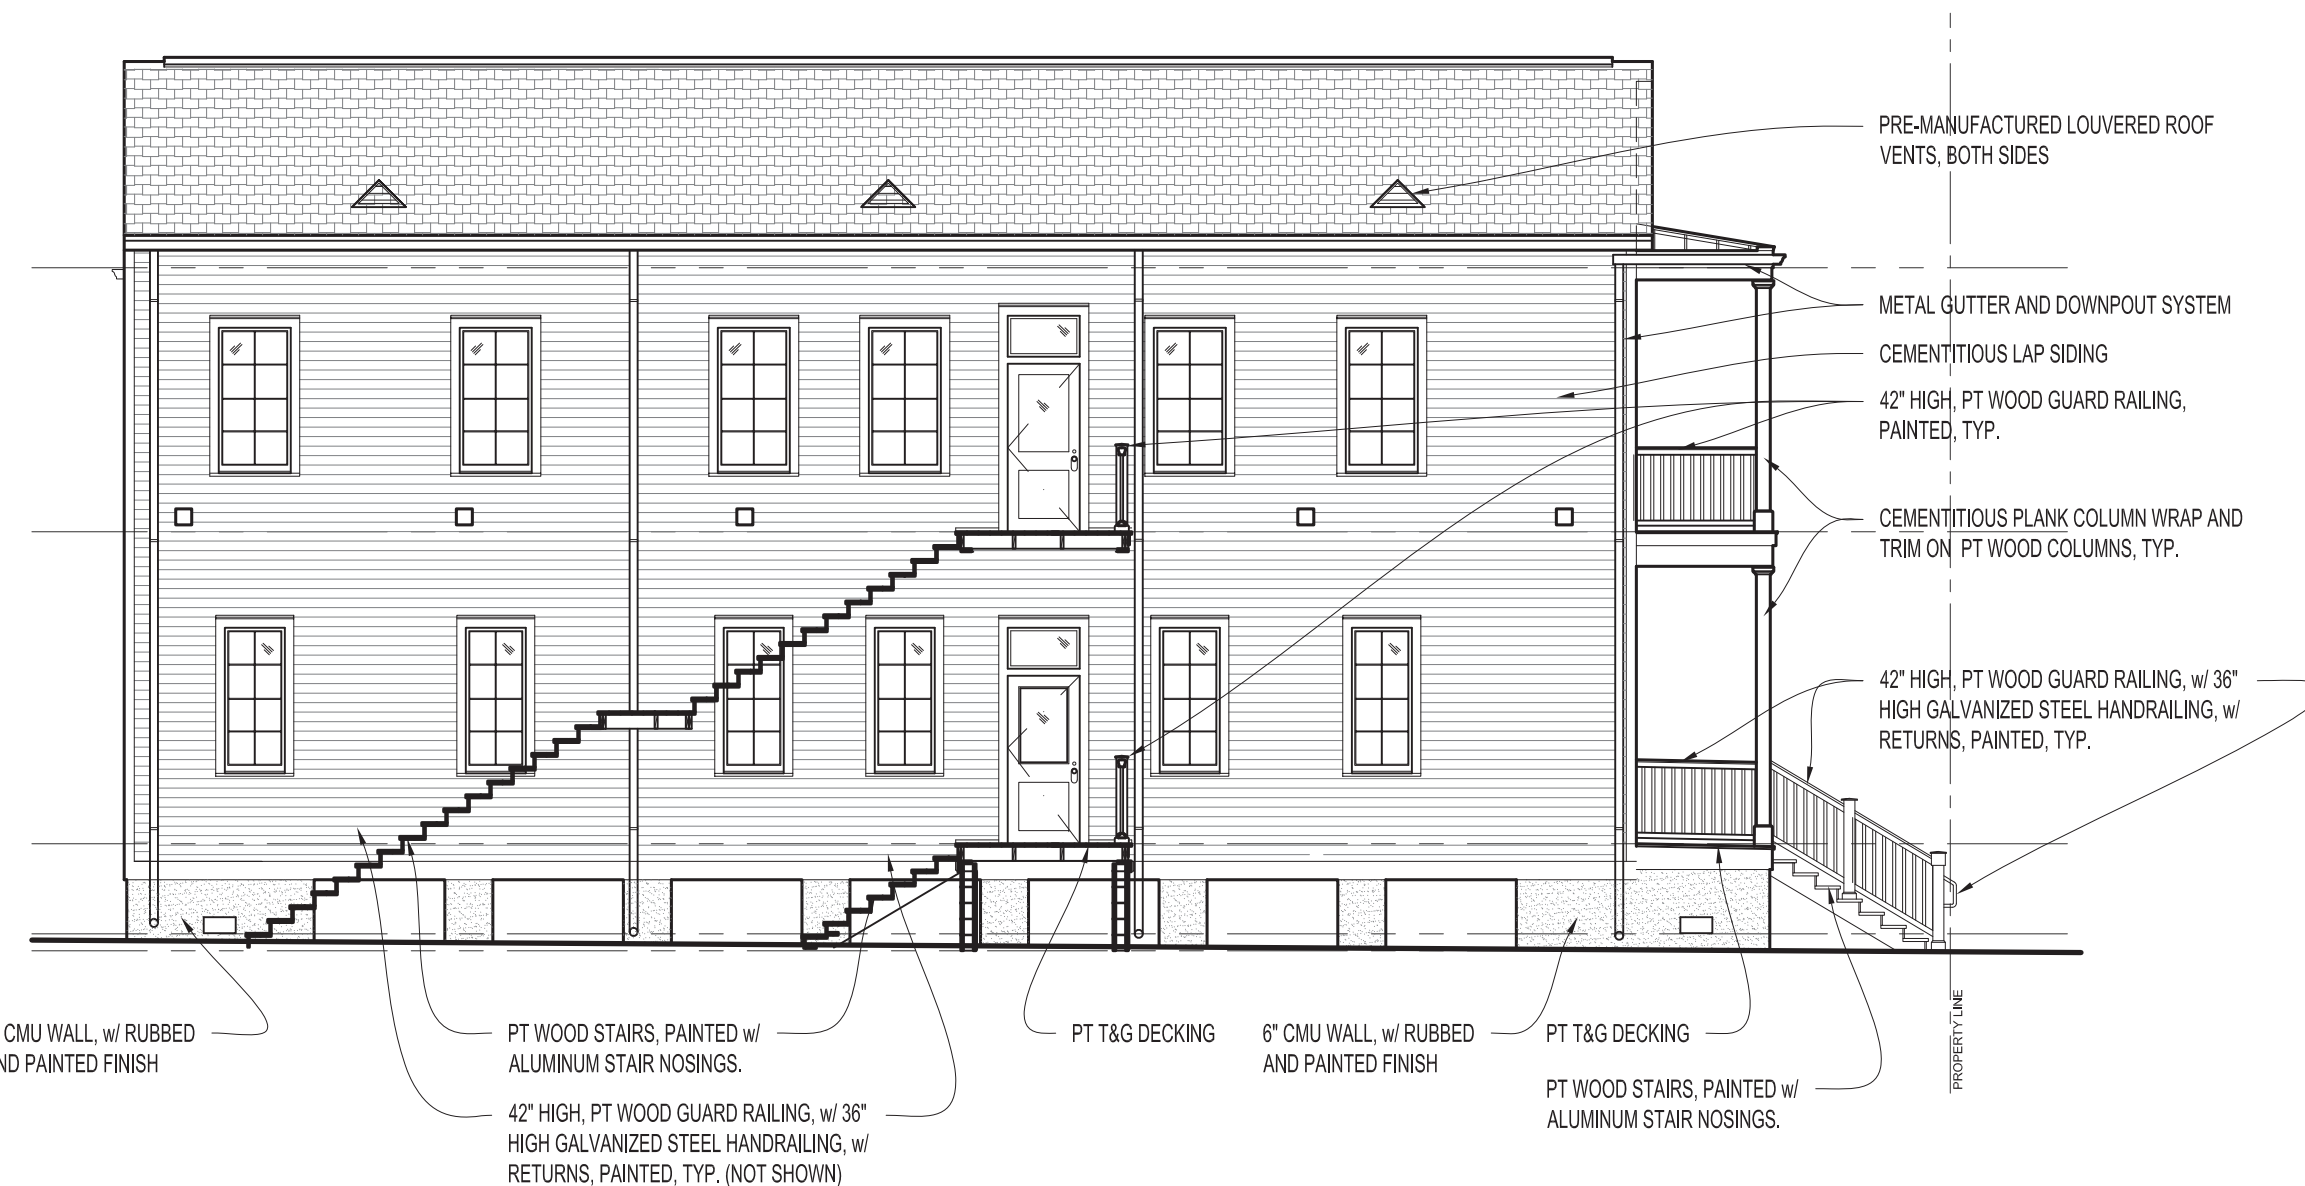 PRE-MANUFACTURED LOUVERED ROOF
VENTS, BOTH SIDES
METAL GUTTER AND DOWNPOUT SYSTEM
CEMENTITIOUS LAP SIDING
42" HIGH, PT WOOD GUARD RAILING,
PAINTED, TYP.
CEMENTITIOUS PLANK COLUMN WRAP AND
TRIM ON PT WOOD COLUMNS, TYP.
42" HIGH, PT WOOD GUARD RAILING, w/ 36"
HIGH GALVANIZED STEEL HANDRAILING, w/
RETURNS, PAINTED, TYP.
CMU WALL, w/ RUBBED
ND PAINTED FINISH
PT WOOD STAIRS, PAINTED w/
ALUMINUM STAIR NOSINGS.
42" HIGH, PT WOOD GUARD RAILING, w/ 36"
HIGH GALVANIZED STEEL HANDRAILING, w/
RETURNS, PAINTED, TYP. (NOT SHOWN)
PT T&G DECKING
6" CMU WALL, w/ RUBBED
AND PAINTED FINISH
PT T&G DECKING
PT WOOD STAIRS, PAINTED w/
ALUMINUM STAIR NOSINGS.
PROPERTY LINE